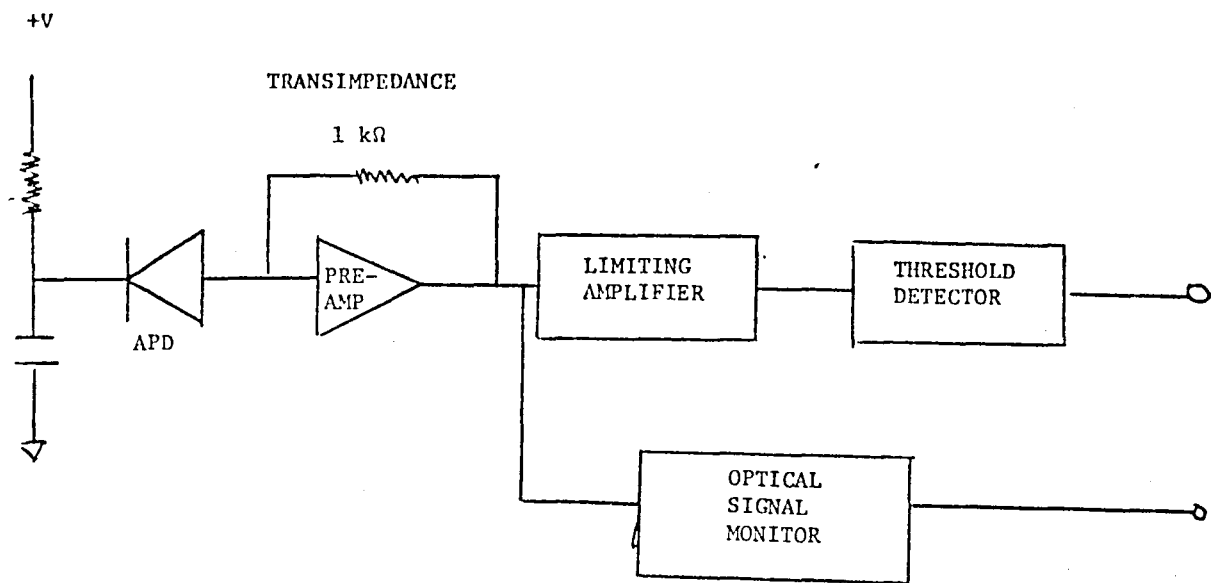 +V
TRANSIMPEDANCE
1 kΩ
PRE-
AMP
APD
LIMITING
AMPLIFIER
THRESHOLD
DETECTOR
OPTICAL
SIGNAL
MONITOR